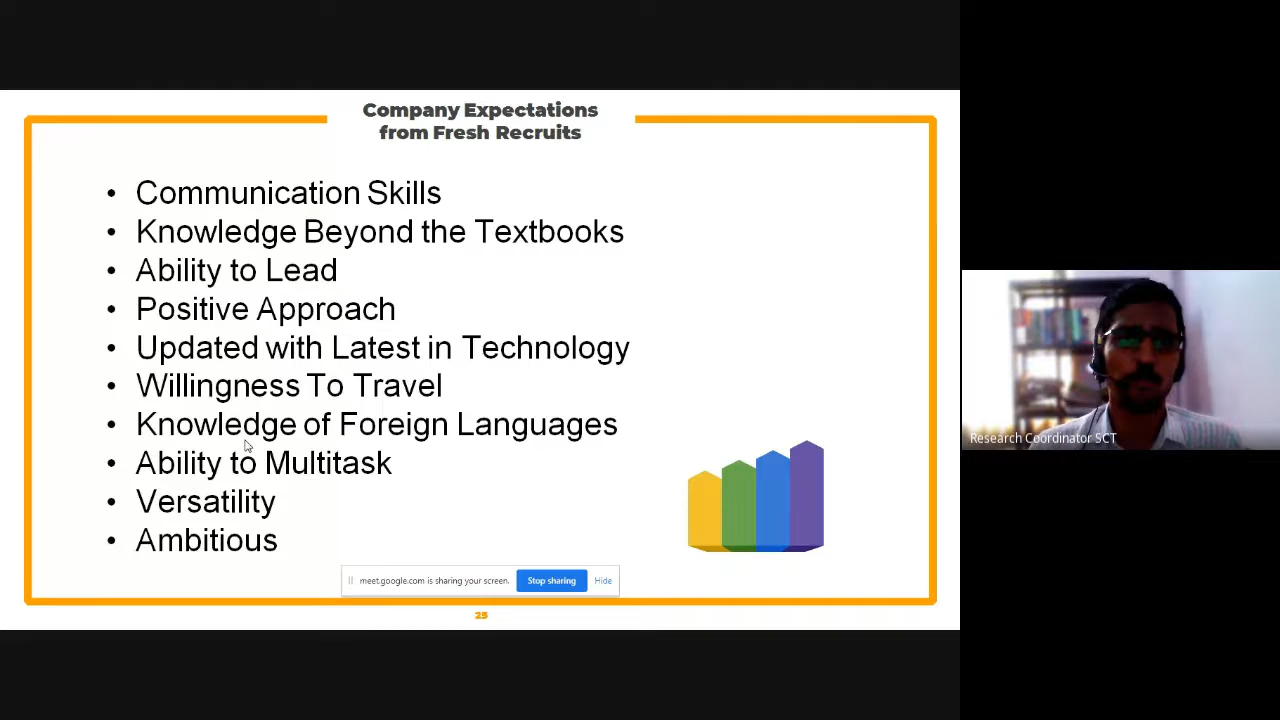 Company Expectations
from Fresh Recruits
• Communication Skills
• Knowledge Beyond the Textbooks
• Ability to Lead
• Positive Approach
• Updated with Latest in Technology
• Willingness To Travel
• Knowledge of Foreign Languages
• Ability to Multitask
• Versatility
• Ambitious
meet.google.com is sharing your screen. Stop sharing Hide
25
Research Coordinator SCT